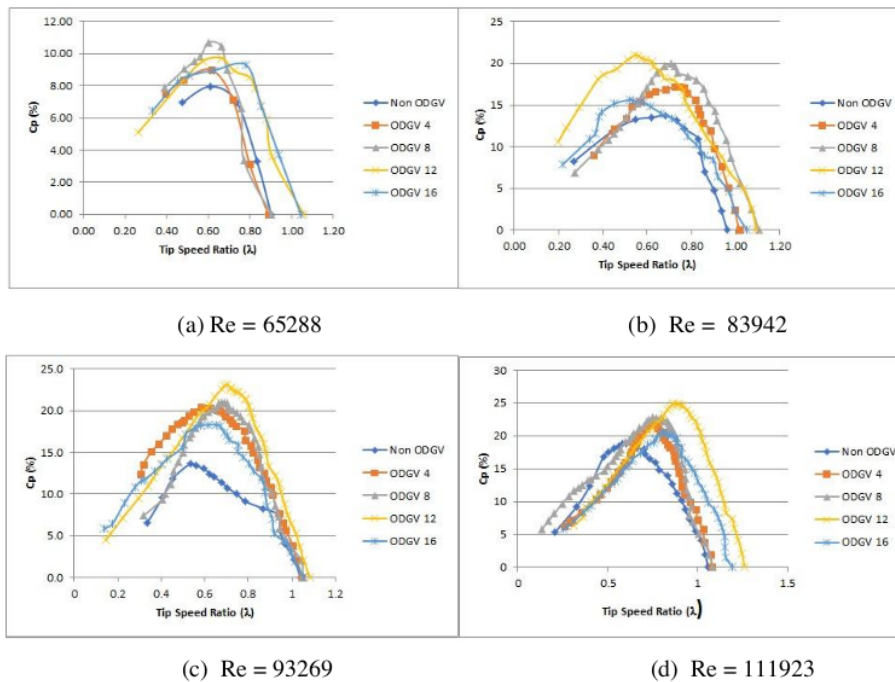 12.00
10.00
8.00
6.00
4.00
2.00
0.00
Cp (%)
0.00 0.20 0.40 0.60 0.80 1.00 1.20
Tip Speed Ratio (λ)
Non ODGV
ODGV 4
ODGV 8
ODGV 12
ODGV 16
(a) Re = 65288
25
20
15
10
5
0
Cp (%)
0.00 0.20 0.40 0.60 0.80 1.00 1.20
Tip Speed Ratio (λ)
Non ODGV
ODGV 4
ODGV 8
ODGV 12
ODGV 16
(b) Re = 83942
25.0
20.0
15.0
10.0
5.0
0.0
Cp (%)
0 0.2 0.4 0.6 0.8 1 1.2
Tip Speed Ratio (λ)
Non ODGV
ODGV 4
ODGV 8
ODGV 12
ODGV 16
(c) Re = 93269
30
25
20
15
10
5
0
Cp (%)
0 0.5 1 1.5
Tip Speed Ratio (λ)
Non ODGV
ODGV 4
ODGV 8
ODGV 12
ODGV 16
(d) Re = 111923